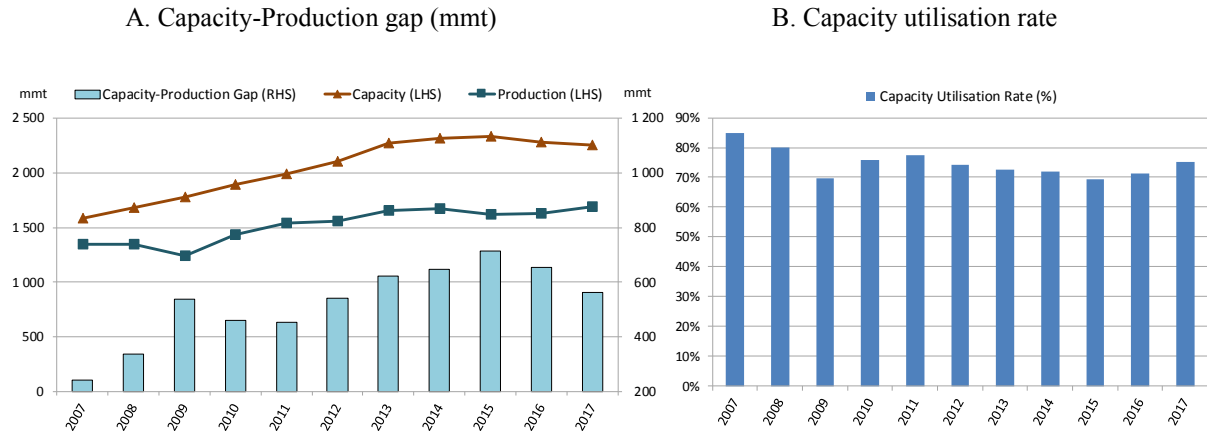 A. Capacity-Production gap (mmt)
mmt Capacity-Production Gap (RHS) Capacity (LHS) Production (LHS) mmt
2 500 1 200
2 000 1 000
1 500 800
1 000 600
500 400
0 200
2007 2008 2009 2010 2011 2012 2013 2014 2015 2016 2017
B. Capacity utilisation rate
Capacity Utilisation Rate (%)
90%
80%
70%
60%
50%
40%
30%
20%
10%
0%
2007 2008 2009 2010 2011 2012 2013 2014 2015 2016 2017